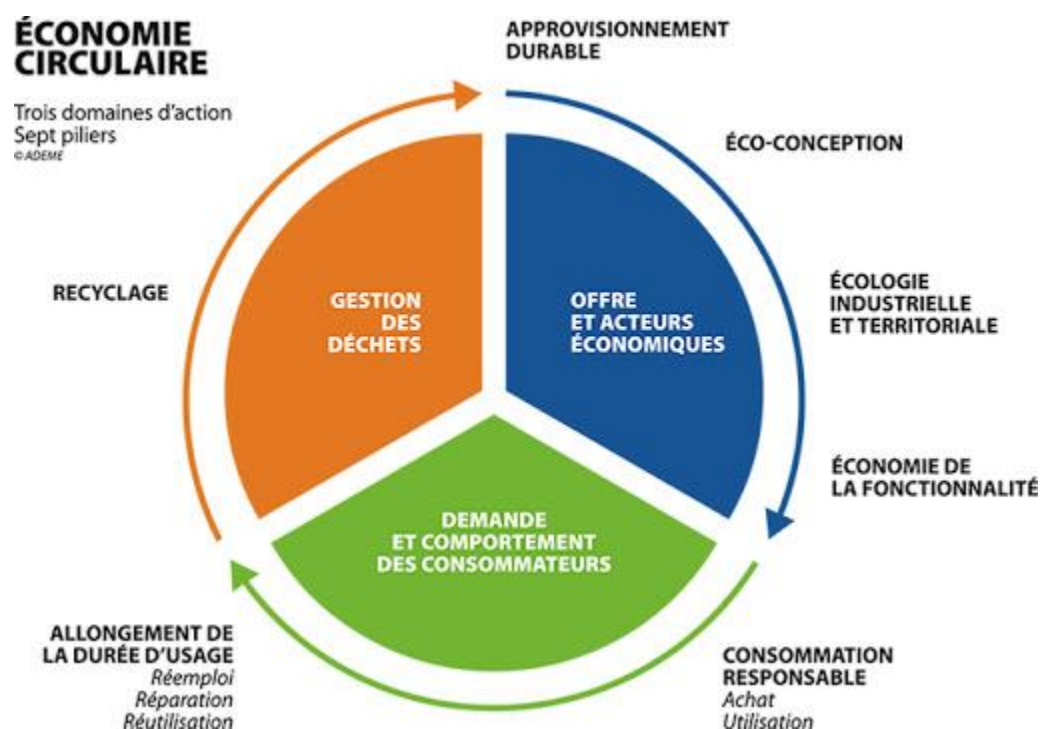 ÉCONOMIE
CIRCULAIRE
Trois domaines d'action
Sept piliers
© ADEME
APPROVISIONNEMENT
DURABLE
ÉCO-CONCEPTION
ÉCOLOGIE
INDUSTRIELLE
ET TERRITORIALE
ÉCONOMIE DE
LA FONCTIONNALITÉ
CONSOMMATION
RESPONSABLE
Achat
Utilisation
ALLONGEMENT DE
LA DURÉE D'USAGE
Réemploi
Réparation
Réutilisation
RECYCLAGE
GESTION
DES
DÉCHETS
OFFRE
ET ACTEURS
ÉCONOMIQUES
DEMANDE
ET COMPORTEMENT
DES CONSOMMATEURS